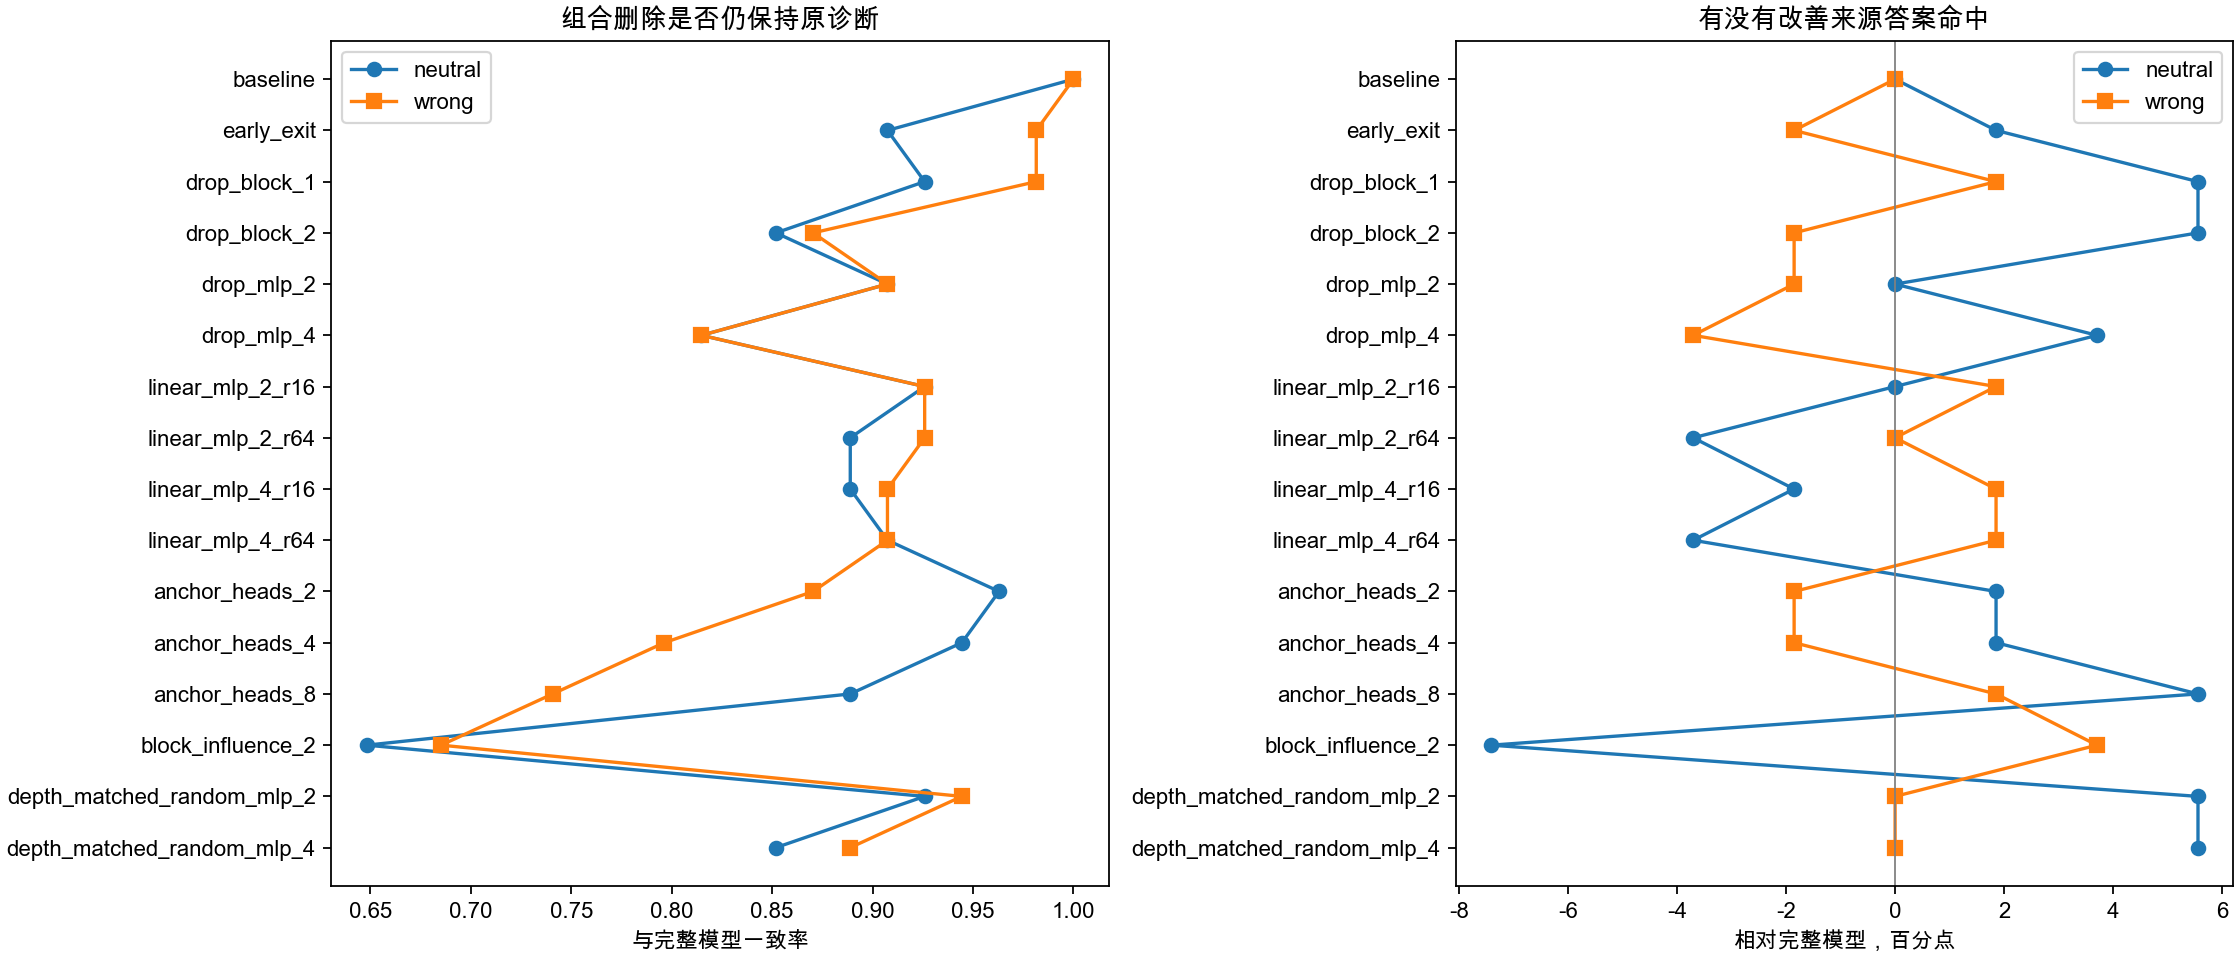 组合删除是否仍保持原诊断
neutral
wrong
baseline
early_exit
drop_block_1
drop_block_2
drop_mlp_2
drop_mlp_4
linear_mlp_2_r16
linear_mlp_2_r64
linear_mlp_4_r16
linear_mlp_4_r64
anchor_heads_2
anchor_heads_4
anchor_heads_8
block_influence_2
depth_matched_random_mlp_2
depth_matched_random_mlp_4
0.65 0.70 0.75 0.80 0.85 0.90 0.95 1.00
与完整模型一致率
有没有改善来源答案命中
neutral
wrong
baseline
early_exit
drop_block_1
drop_block_2
drop_mlp_2
drop_mlp_4
linear_mlp_2_r16
linear_mlp_2_r64
linear_mlp_4_r16
linear_mlp_4_r64
anchor_heads_2
anchor_heads_4
anchor_heads_8
block_influence_2
depth_matched_random_mlp_2
depth_matched_random_mlp_4
-8 -6 -4 -2 0 2 4 6
相对完整模型，百分点